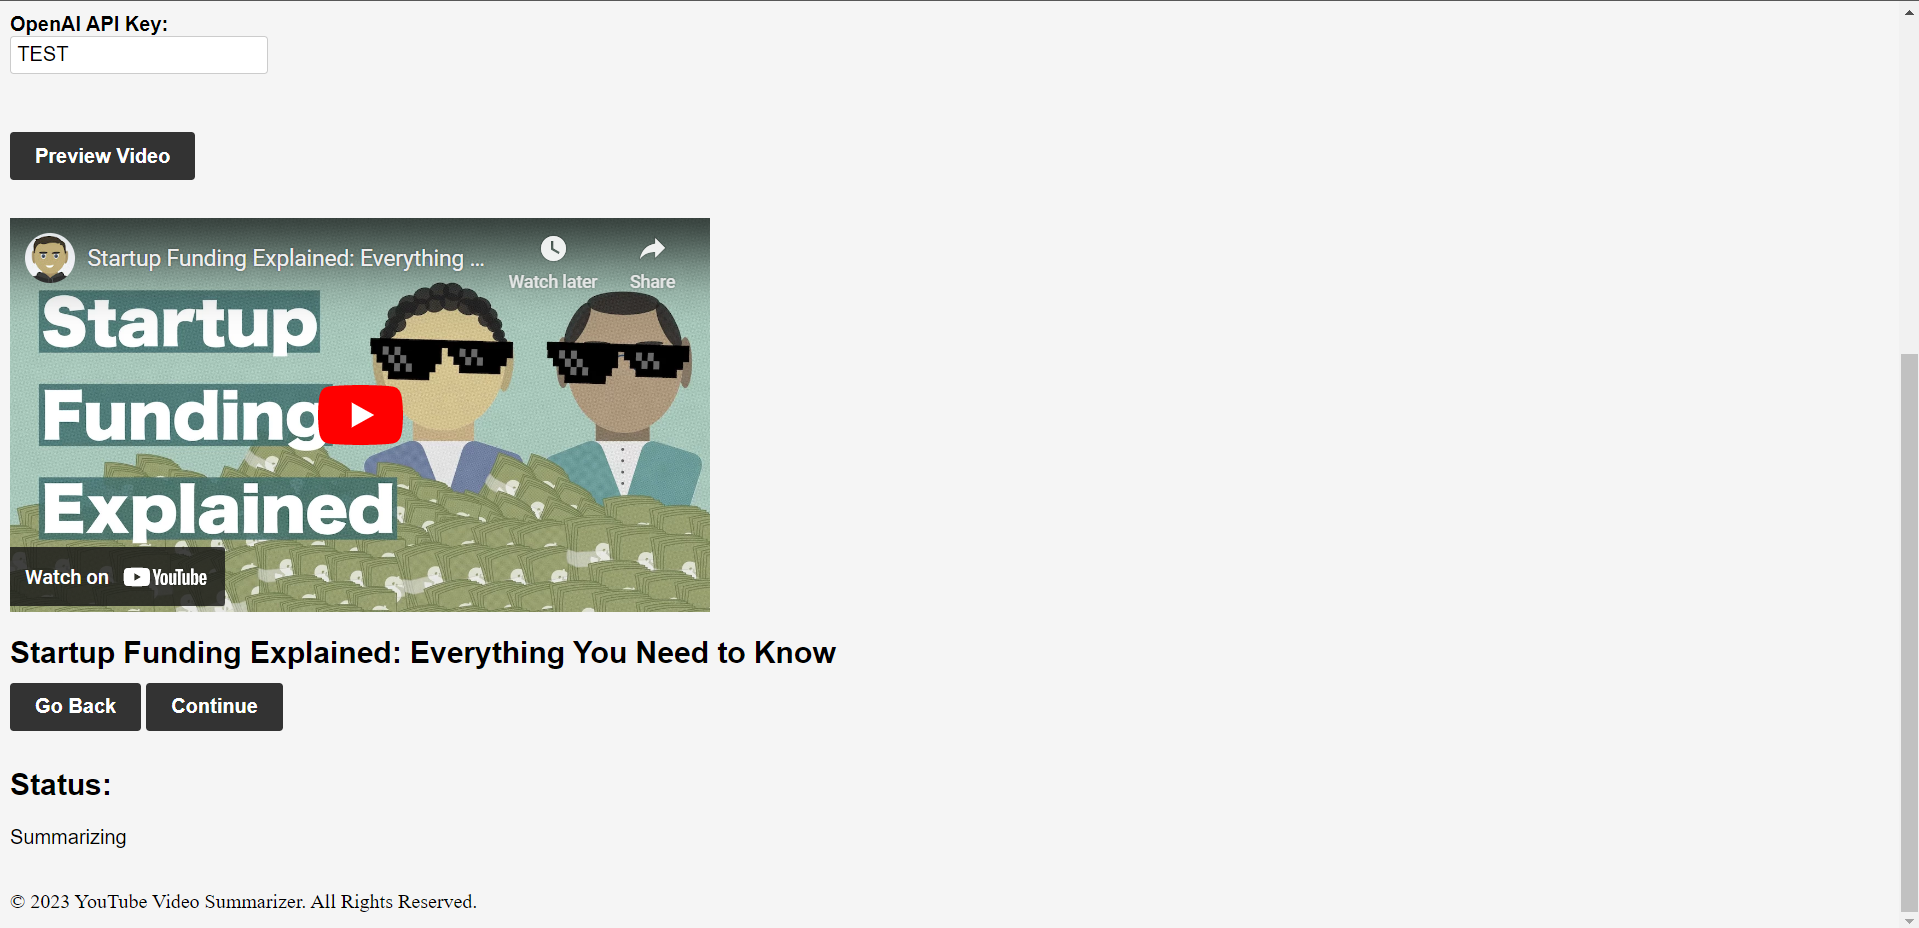 OpenAI API Key:
TEST
Preview Video
Startup Funding Explained: Everything ...
Watch later
Share
Startup
Funding
Explained
Watch on YouTube
Startup Funding Explained: Everything You Need to Know
Go Back
Continue
Status:
Summarizing
© 2023 YouTube Video Summarizer. All Rights Reserved.